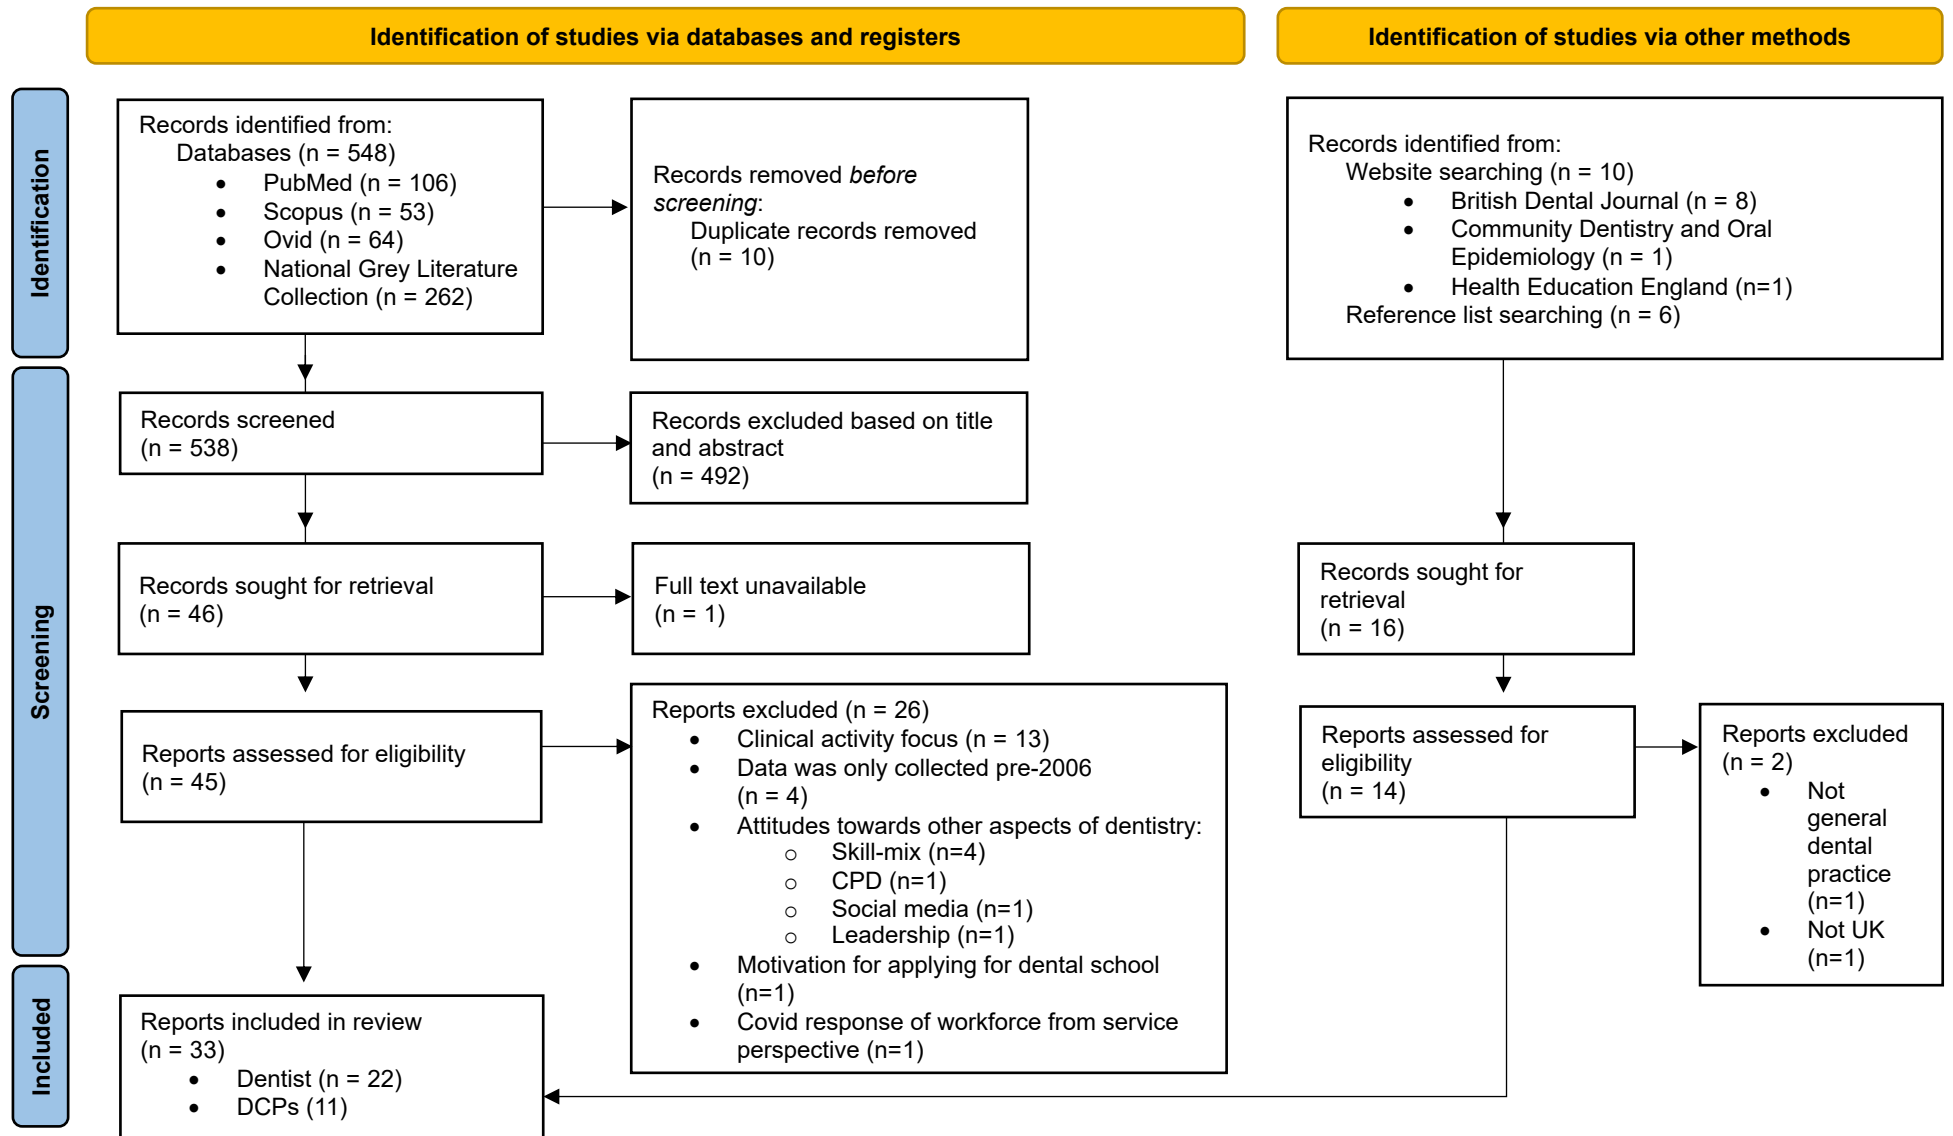 Identification of studies via databases and registers
Identification of studies via other methods
Identification
Records identified from:
Databases (n = 548)
• PubMed (n = 106)
• Scopus (n = 53)
• Ovid (n = 64)
• National Grey Literature
Collection (n = 262)
Records removed before
screening:
Duplicate records removed
(n = 10)
Records identified from:
Website searching (n = 10)
• British Dental Journal (n = 8)
• Community Dentistry and Oral
Epidemiology (n = 1)
• Health Education England (n=1)
Reference list searching (n = 6)
Screening
Records screened
(n = 538)
Records excluded based on title
and abstract
(n = 492)
Records sought for retrieval
(n = 46)
Full text unavailable
(n = 1)
Records sought for
retrieval
(n = 16)
Reports assessed for eligibility
(n = 45)
Reports excluded (n = 26)
• Clinical activity focus (n = 13)
• Data was only collected pre-2006
(n = 4)
• Attitudes towards other aspects of dentistry:
o Skill-mix (n=4)
o CPD (n=1)
o Social media (n=1)
o Leadership (n=1)
• Motivation for applying for dental school
(n=1)
• Covid response of workforce from service
perspective (n=1)
Reports assessed for
eligibility
(n = 14)
Reports excluded
(n = 2)
• Not
general
dental
practice
(n=1)
• Not UK
(n=1)
Included
Reports included in review
(n = 33)
• Dentist (n = 22)
• DCPs (11)